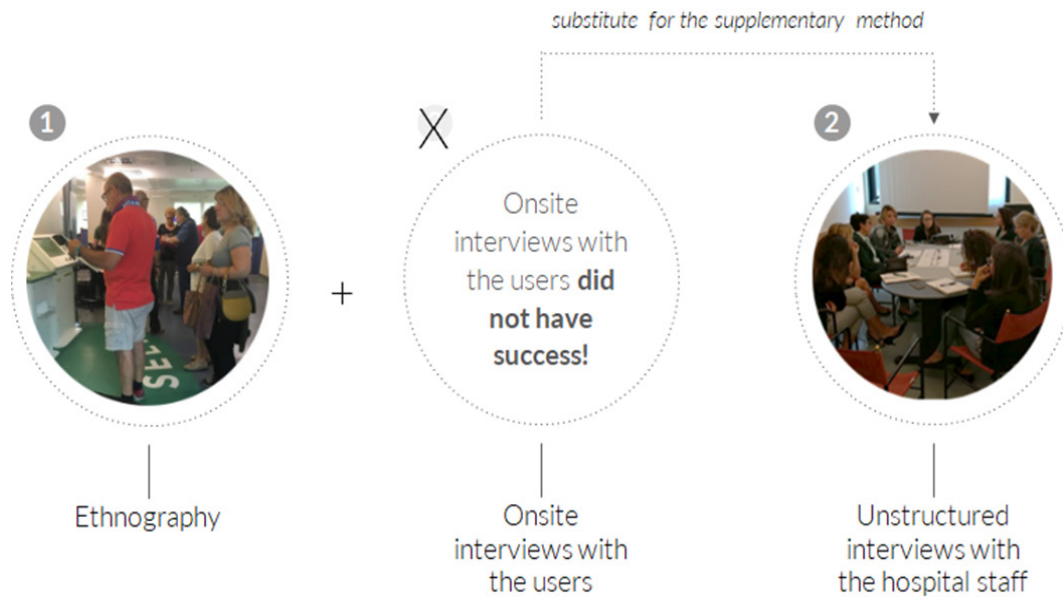 substitute for the supplementary method
1
X
2
Onsite
interviews with
the users did
not have
success!
+
SEL
Ethnography
Onsite
interviews with
the users
Unstructured
interviews with
the hospital staff